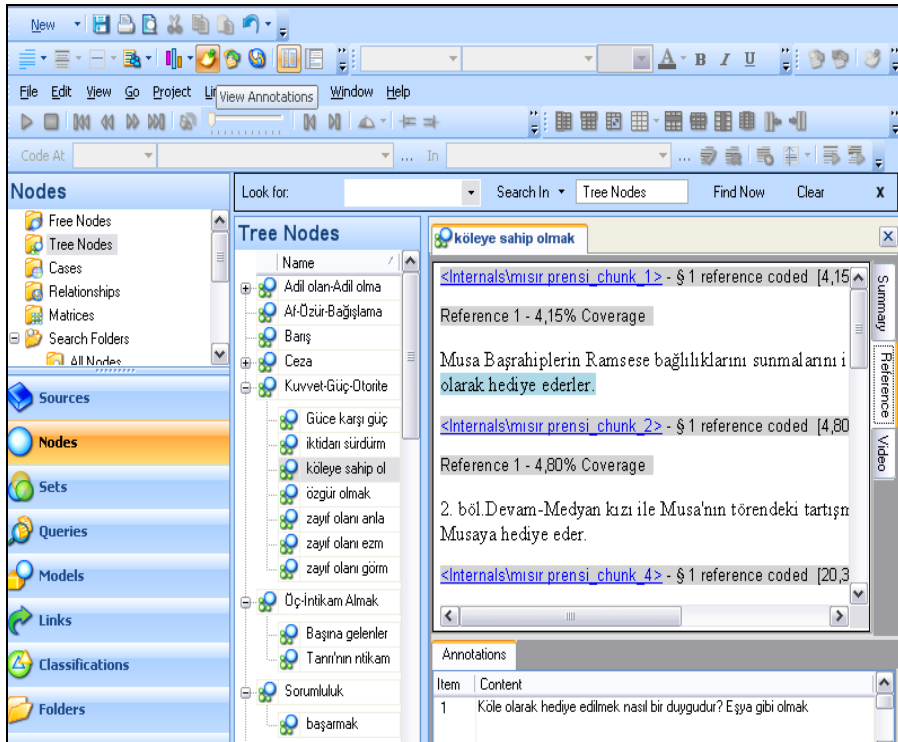 New
A B I U
File Edit View Go Project Window Help
View Annotations
Code At ... In ...
Nodes
Free Nodes
Tree Nodes
Cases
Relationships
Matrices
Search Folders
All Nodes
Sources
Nodes
Sets
Queries
Models
Links
Classifications
Folders
Look for: Search In Tree Nodes Find Now Clear X
Tree Nodes
Name
Adil olan-Adil olma
Af-Özür-Bağışlama
Barış
Ceza
Kuvvet-Güç-Otorite
Güce karşı güç
iktidarı sürdürm
köleye sahip ol
özgür olmak
zayıf olanı anla
zayıf olanı ezm
zayıf olanı görm
Öç-İntikam Almak
Başına gelenler
Tanrı'nın ntikam
Sorumluluk
başarmak
köleye sahip olmak
<Internals\mısır prensi_chunk_1> - § 1 reference coded [4,15
Reference 1 - 4,15% Coverage
Musa Başrahiplerin Ramsese bağlılıklarını sunmalarını i
olarak hediye ederler.
<Internals\mısır prensi_chunk_2> - § 1 reference coded [4,80
Reference 1 - 4,80% Coverage
2. böl.Devam-Medyan kızı ile Musa'nın törendeki tartışm
Musaya hediye eder.
<Internals\mısır prensi_chunk_4> - § 1 reference coded [20,3
Summary
Reference
Video
Annotations
Item Content
1 Köle olarak hediye edilmek nasıl bir duygudur? Eşya gibi olmak